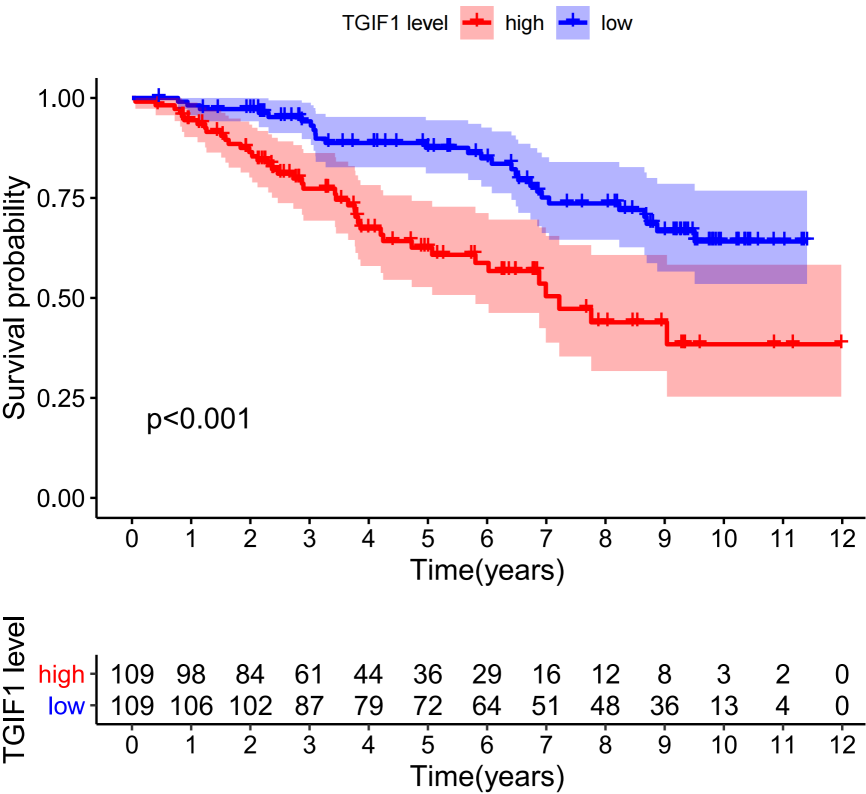 TGIF1 level high low
Survival probability
1.00
0.75
0.50
0.25
0.00
p<0.001
0 1 2 3 4 5 6 7 8 9 10 11 12
Time(years)
TGIF1 level
high 109 98 84 61 44 36 29 16 12 8 3 2 0
low 109 106 102 87 79 72 64 51 48 36 13 4 0
0 1 2 3 4 5 6 7 8 9 10 11 12
Time(years)